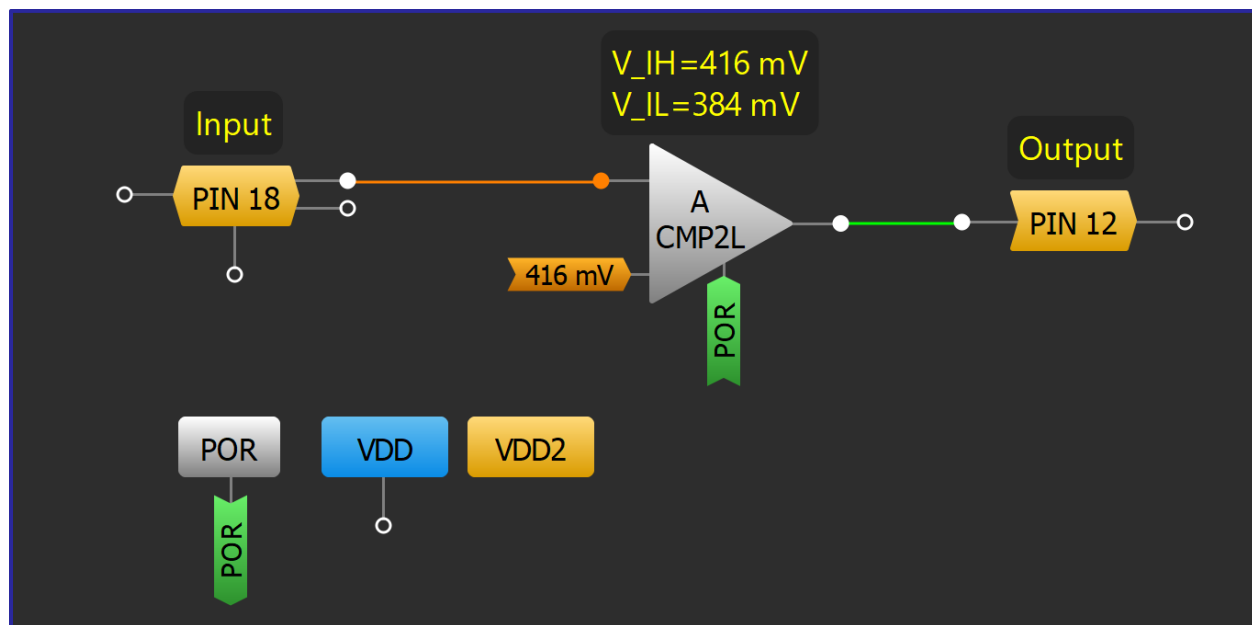 V_IH=416 mV
V_IL=384 mV
Input
Output
PIN 18
A
CMP2L
PIN 12
416 mV
POR
POR
VDD
VDD2
POR